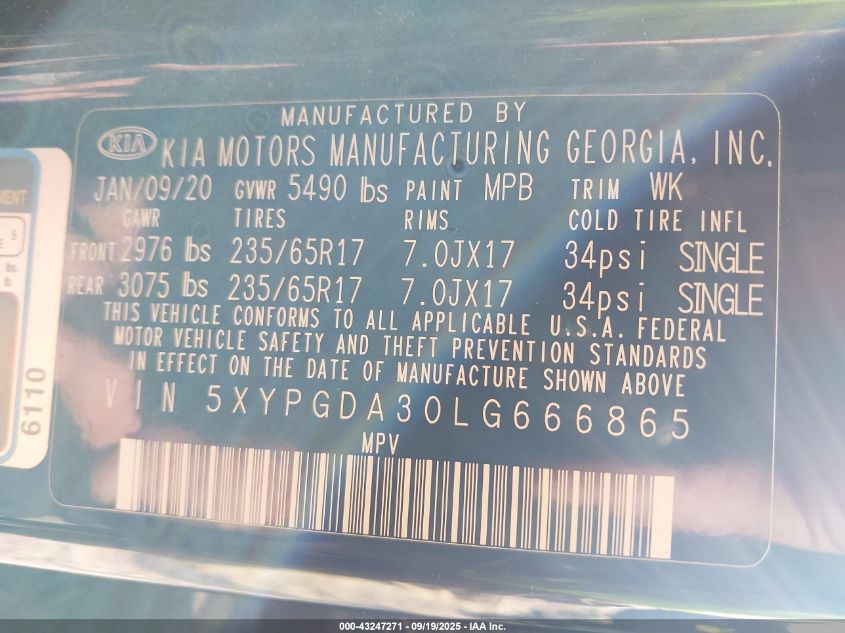 MANUFACTURED BY
KIA KIA MOTORS MANUFACTURING GEORGIA, INC.
JAN/09/20 GVWR 5490 lbs PAINT MPB TRIM WK
GAWR TIRES RIMS COLD TIRE INFL
FRONT 2976 lbs 235/65R17 7.0JX17 34psi SINGLE
REAR 3075 lbs 235/65R17 7.0JX17 34psi SINGLE
THIS VEHICLE CONFORMS TO ALL APPLICABLE U.S.A. FEDERAL
MOTOR VEHICLE SAFETY AND THEFT PREVENTION STANDARDS
IN EFFECT ON THE DATE OF MANUFACTURE SHOWN ABOVE
VIN 5XYPGDA30LG666865
MPV
5
lbs.
6110
000-43247271 - 09/19/2025 - IAA Inc.